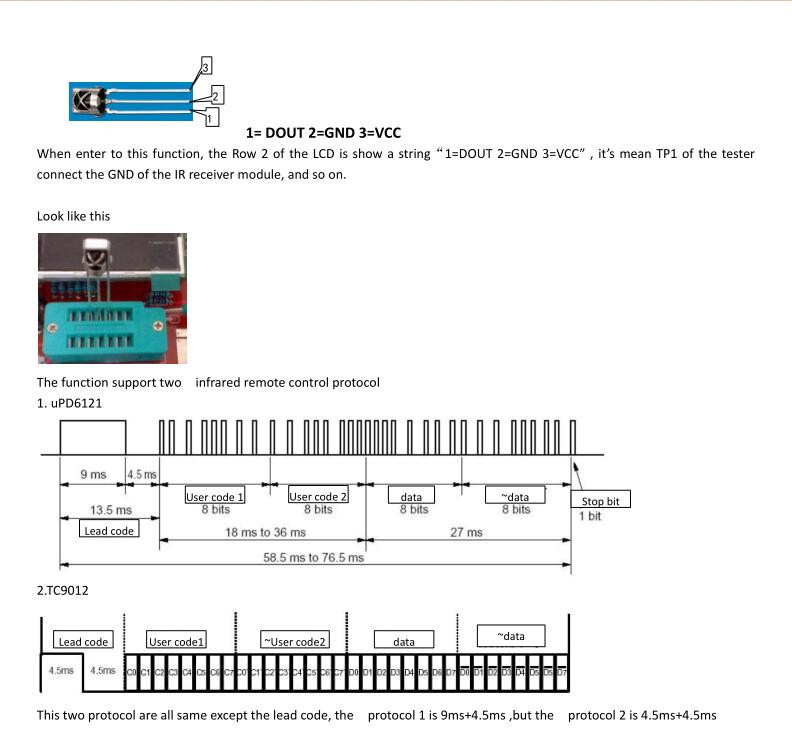 3
2
1
1= DOUT 2=GND 3=VCC
When enter to this function, the Row 2 of the LCD is show a string “1=DOUT 2=GND 3=VCC”, it’s mean TP1 of the tester
connect the GND of the IR receiver module, and so on.
Look like this
The function support two infrared remote control protocol
1. uPD6121
9 ms 4.5 ms
User code 1 User code 2 data ~data Stop bit
8 bits 8 bits 8 bits 8 bits 1 bit
13.5 ms
Lead code 18 ms to 36 ms 27 ms
58.5 ms to 76.5 ms
2.TC9012
Lead code User code1 ~User code2 data ~data
4.5ms 4.5ms C0 C1 C2 C3 C4 C5 C6 C7 C0' C1' C2' C3' C4' C5' C6' C7' D0 D1 D2 D3 D4 D5 D6 D7
This two protocol are all same except the lead code, the protocol 1 is 9ms+4.5ms ,but the protocol 2 is 4.5ms+4.5ms